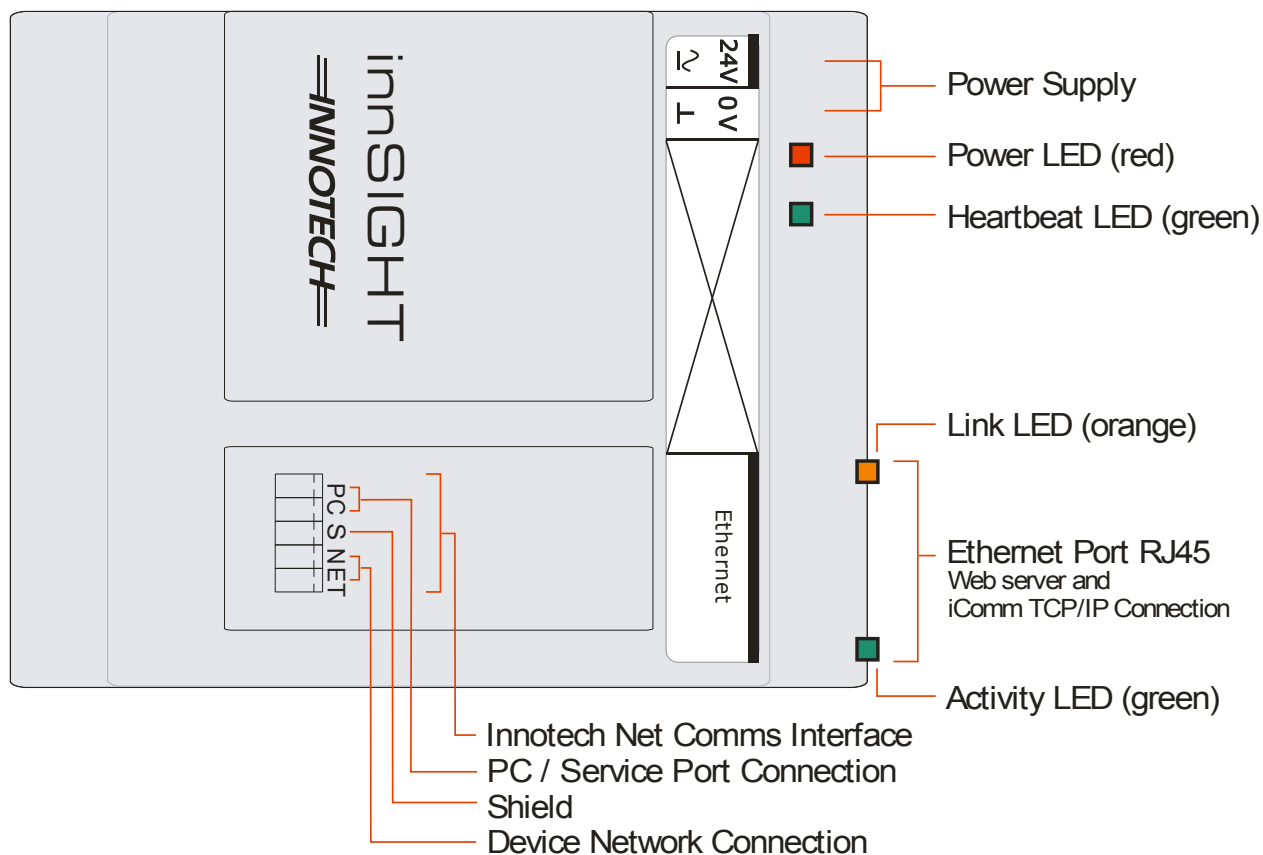 innSIGHT
INNOTECH
24V
0V
Power Supply
Power LED (red)
Heartbeat LED (green)
Link LED (orange)
Ethernet
Ethernet Port RJ45
Web server and
iComm TCP/IP Connection
Activity LED (green)
PC S NET
Innotech Net Comms Interface
PC / Service Port Connection
Shield
Device Network Connection